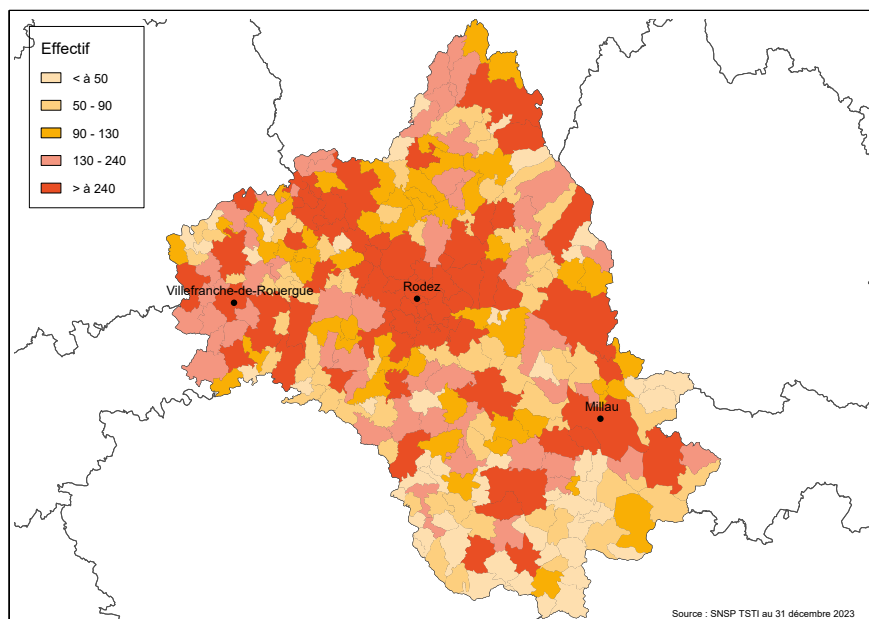 Effectif
< à 50
50 - 90
90 - 130
130 - 240
> à 240
Villefranche-de-Rouergue
Rodez
Millau
Source : SNSP TSTI au 31 décembre 2023